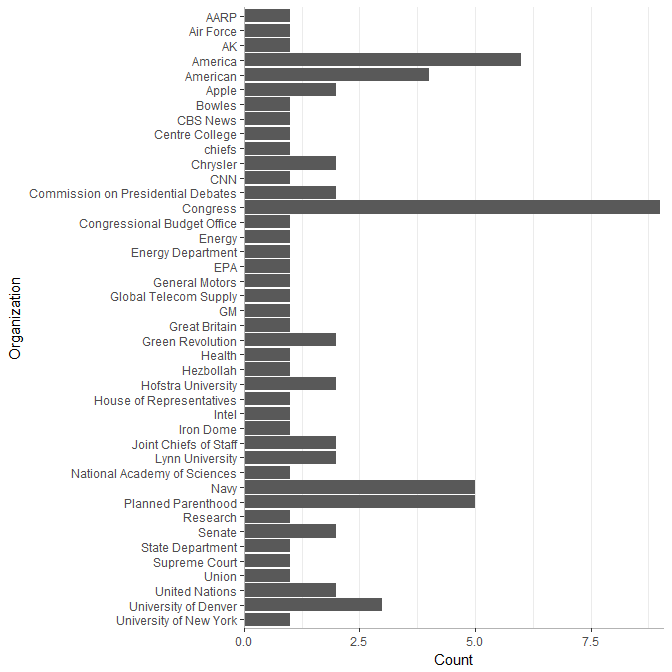 AARP
Air Force
AK
America
American
Apple
Bowles
CBS News
Centre College
chiefs
Chrysler
CNN
Commission on Presidential Debates
Congress
Congressional Budget Office
Energy
Energy Department
EPA
General Motors
Global Telecom Supply
GM
Great Britain
Green Revolution
Health
Hezbollah
Hofstra University
House of Representatives
Intel
Iron Dome
Joint Chiefs of Staff
Lynn University
National Academy of Sciences
Navy
Planned Parenthood
Research
Senate
State Department
Supreme Court
Union
United Nations
University of Denver
University of New York
Organization
0.0 2.5 5.0 7.5
Count